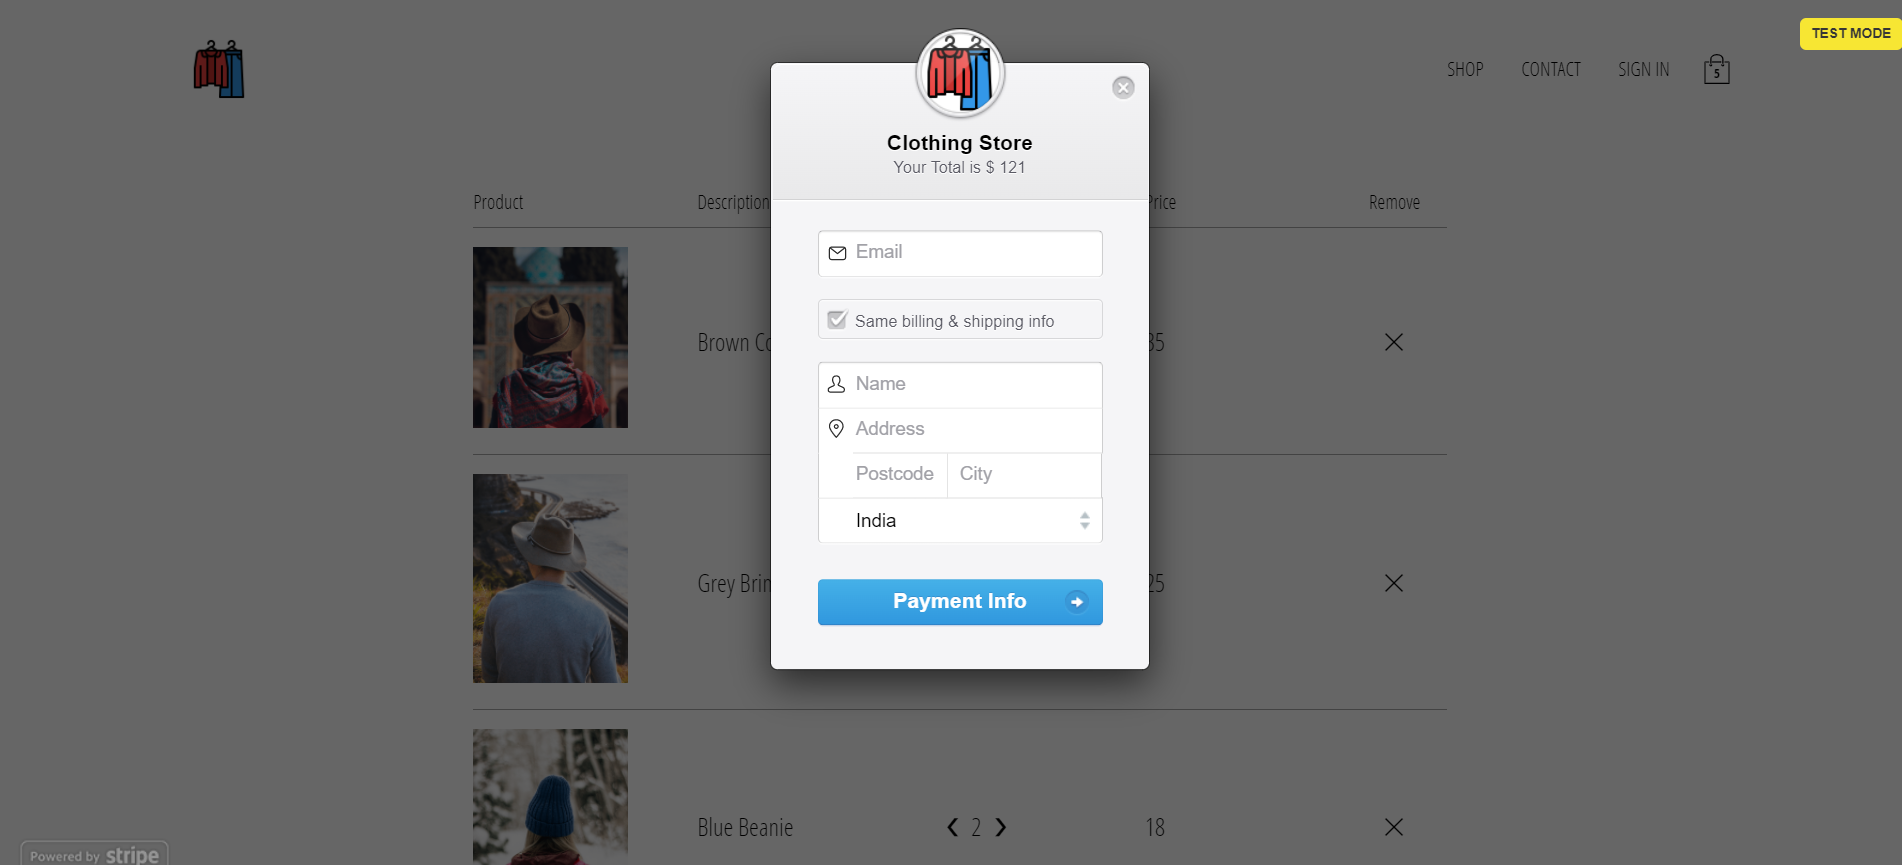 TEST MODE
SHOP CONTACT SIGN IN 5
Clothing Store
Your Total is $ 121
Product Description Price Remove
Email
Same billing & shipping info
Brown 35
Name
Address
Postcode City
India
Grey 25
Payment Info
Blue Beanie 2 18
Powered by stripe